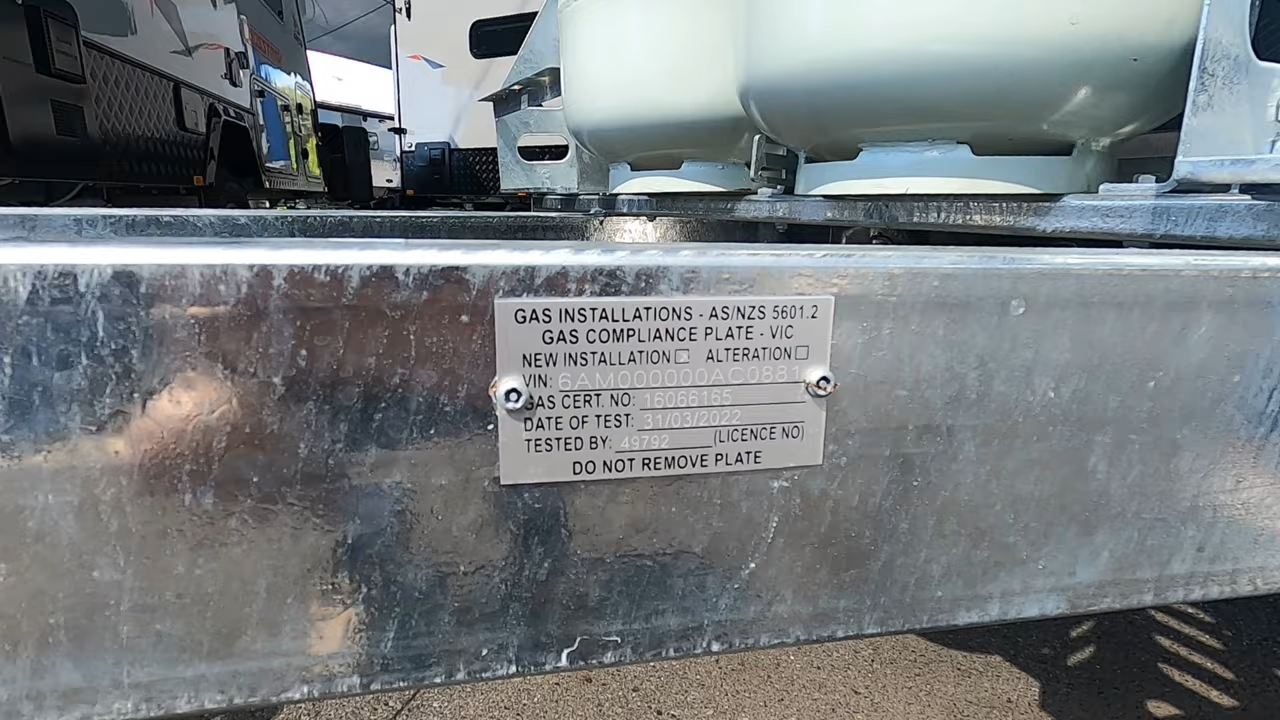 GAS INSTALLATIONS - AS/NZS 5601.2
GAS COMPLIANCE PLATE - VIC
NEW INSTALLATION ALTERATION
VIN: 6AM000000AC0881
GAS CERT. NO: 16066165
DATE OF TEST: 31/03/2022
TESTED BY: 49792 (LICENCE NO)
DO NOT REMOVE PLATE